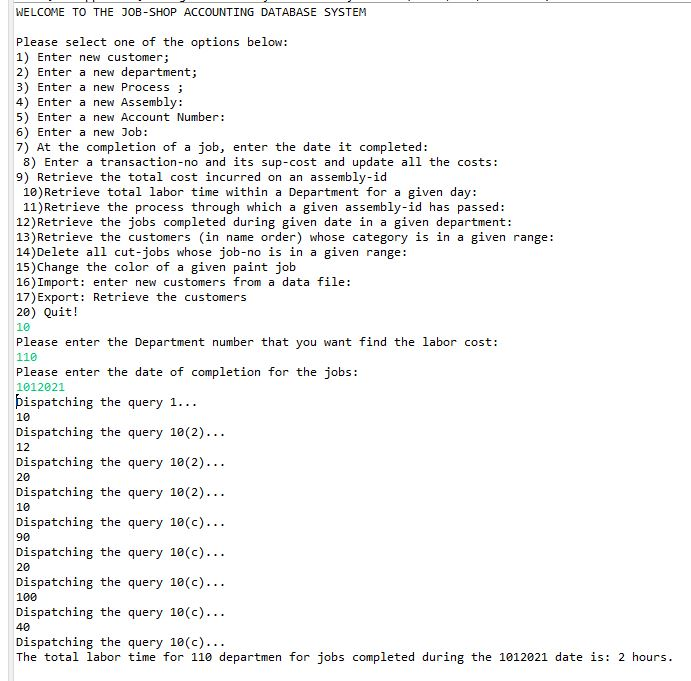 WELCOME TO THE JOB-SHOP ACCOUNTING DATABASE SYSTEM
Please select one of the options below:
1) Enter new customer;
2) Enter a new department;
3) Enter a new Process ;
4) Enter a new Assembly:
5) Enter a new Account Number:
6) Enter a new Job:
7) At the completion of a job, enter the date it completed:
8) Enter a transaction-no and its sup-cost and update all the costs:
9) Retrieve the total cost incurred on an assembly-id
10)Retrieve total labor time within a Department for a given day:
11)Retrieve the process through which a given assembly-id has passed:
12)Retrieve the jobs completed during given date in a given department:
13)Retrieve the customers (in name order) whose category is in a given range:
14)Delete all cut-jobs whose job-no is in a given range:
15)Change the color of a given paint job
16)Import: enter new customers from a data file:
17)Export: Retrieve the customers
20) Quit!
10
Please enter the Department number that you want find the labor cost:
110
Please enter the date of completion for the jobs:
1012021
Dispatching the query 1...
10
Dispatching the query 10(2)...
12
Dispatching the query 10(2)...
20
Dispatching the query 10(2)...
10
Dispatching the query 10(c)...
90
Dispatching the query 10(c)...
20
Dispatching the query 10(c)...
100
Dispatching the query 10(c)...
40
Dispatching the query 10(c)...
The total labor time for 110 departmen for jobs completed during the 1012021 date is: 2 hours.